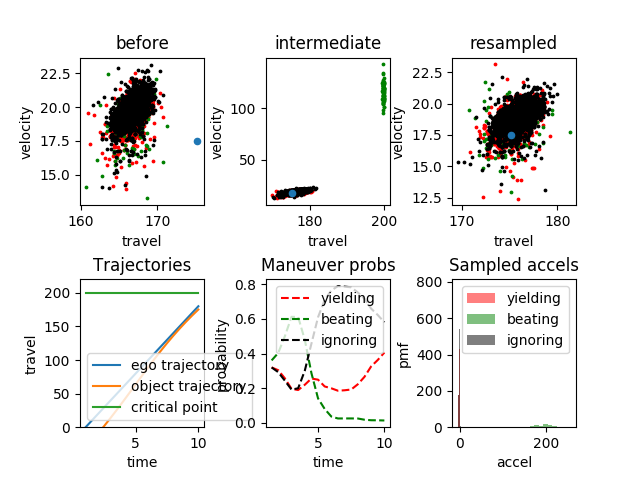 before
intermediate
resampled
22.5
20.0
17.5
15.0
velocity
160
170
travel
100
50
velocity
180
200
travel
22.5
20.0
17.5
15.0
12.5
velocity
170
180
travel
Trajectories
Maneuver probs
Sampled accels
200
150
100
50
0
travel
ego trajectory
object trajectory
critical point
5
10
time
0.8
0.6
0.4
0.2
0.0
probability
yielding
beating
ignoring
5
10
time
800
600
400
200
0
pmf
yielding
beating
ignoring
0
200
accel